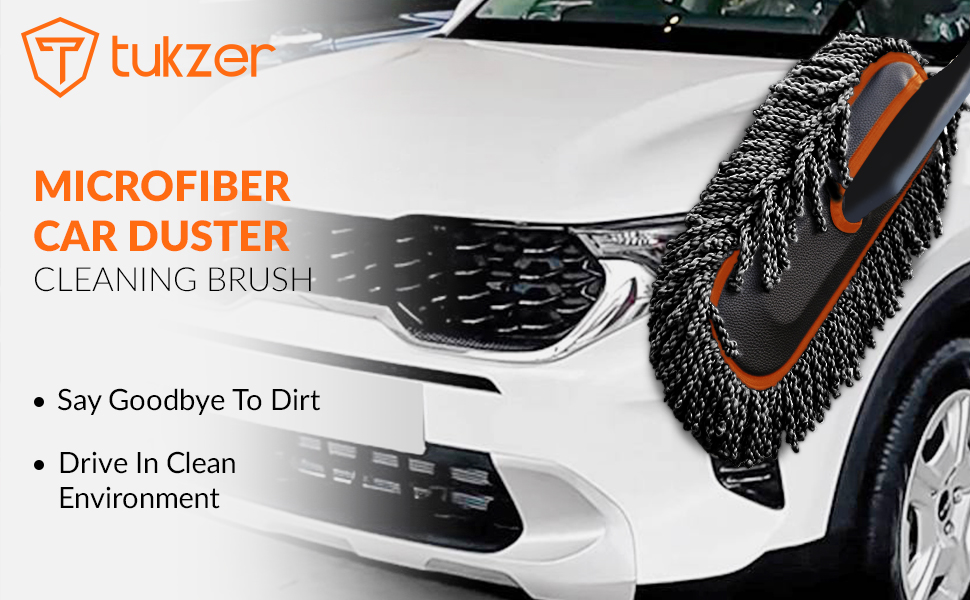 tukzer
MICROFIBER
CAR DUSTER
CLEANING BRUSH
• Say Goodbye To Dirt
• Drive In Clean
Environment